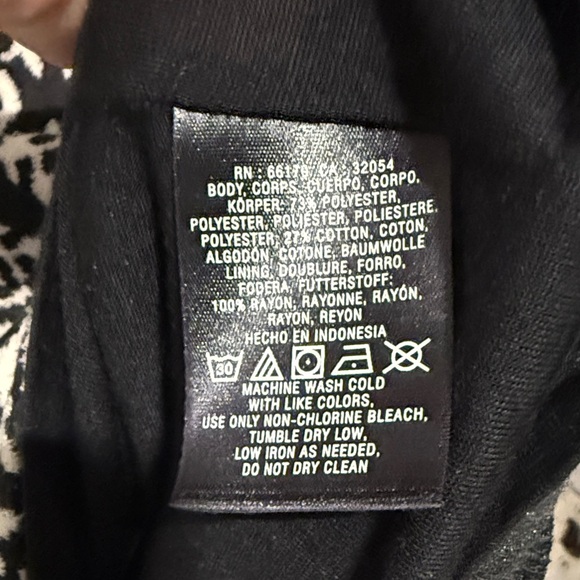 RN : 66170 CA : 32054
BODY, CORPS, CUERPO, CORPO,
KÖRPER: 73% POLYESTER,
POLYESTER, POLIESTER, POLIESTERE,
POLYESTER, 27% COTTON, COTON,
ALGODÓN, COTONE, BAUMWOLLE
LINING, DOUBLURE, FORRO,
FODERA, FUTTERSTOFF:
100% RAYON, RAYONNE, RAYÓN,
RAYON, REYON
HECHO EN INDONESIA
30
MACHINE WASH COLD
WITH LIKE COLORS,
USE ONLY NON-CHLORINE BLEACH,
TUMBLE DRY LOW,
LOW IRON AS NEEDED,
DO NOT DRY CLEAN